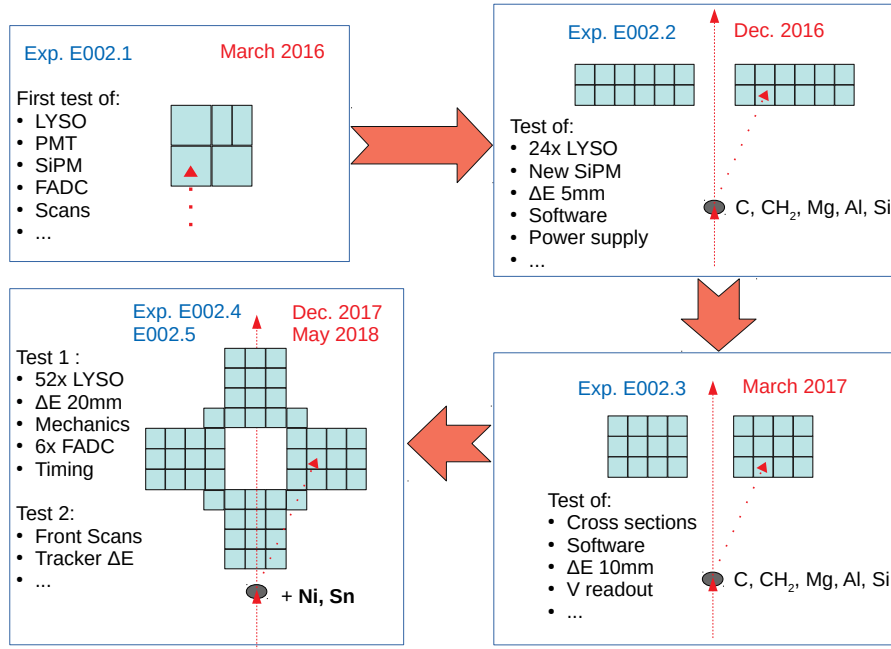 Exp. E002.1
March 2016
First test of:
• LYSO
• PMT
• SiPM
• FADC
• Scans
• ...
Exp. E002.2
Dec. 2016
Test of:
• 24x LYSO
• New SiPM
• ΔE 5mm
• Software
• Power supply
• ...
C, CH₂, Mg, Al, Si
Exp. E002.3
March 2017
Test of:
• Cross sections
• Software
• ΔE 10mm
• V readout
• ...
C, CH₂, Mg, Al, Si
Exp. E002.4
E002.5
Dec. 2017
May 2018
Test 1 :
• 52x LYSO
• ΔE 20mm
• Mechanics
• 6x FADC
• Timing
Test 2:
• Front Scans
• Tracker ΔE
• ...
+ Ni, Sn